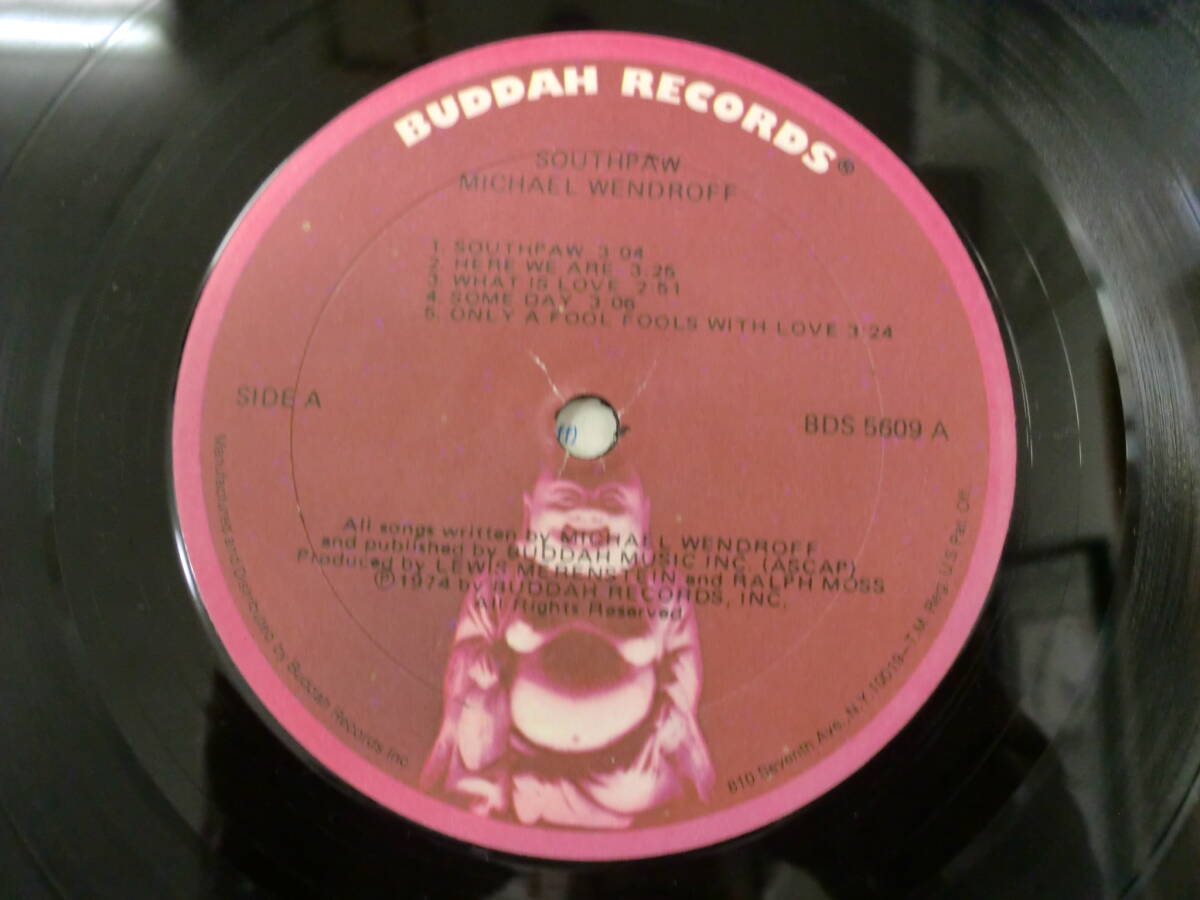 BUDDAH RECORDS®
SOUTHPAW
MICHAEL WENDROFF
1. SOUTHPAW 3:04
2. HERE WE ARE 3:25
3. WHAT IS LOVE 2:51
4. SOME DAY 3:06
5. ONLY A FOOL FOOLS WITH LOVE 3:24
SIDE A
BDS 5609 A
All songs written by MICHAEL WENDROFF
and published by BUDDAH MUSIC INC. (ASCAP)
Produced by LEWIS MERENSTEIN and RALPH MOSS
℗1974 by BUDDAH RECORDS, INC.
All Rights Reserved.
Manufactured and Distributed by Buddah Records Inc
810 Seventh Ave., N.Y. 10019—T.M. Reg. U.S. Pat. Off.